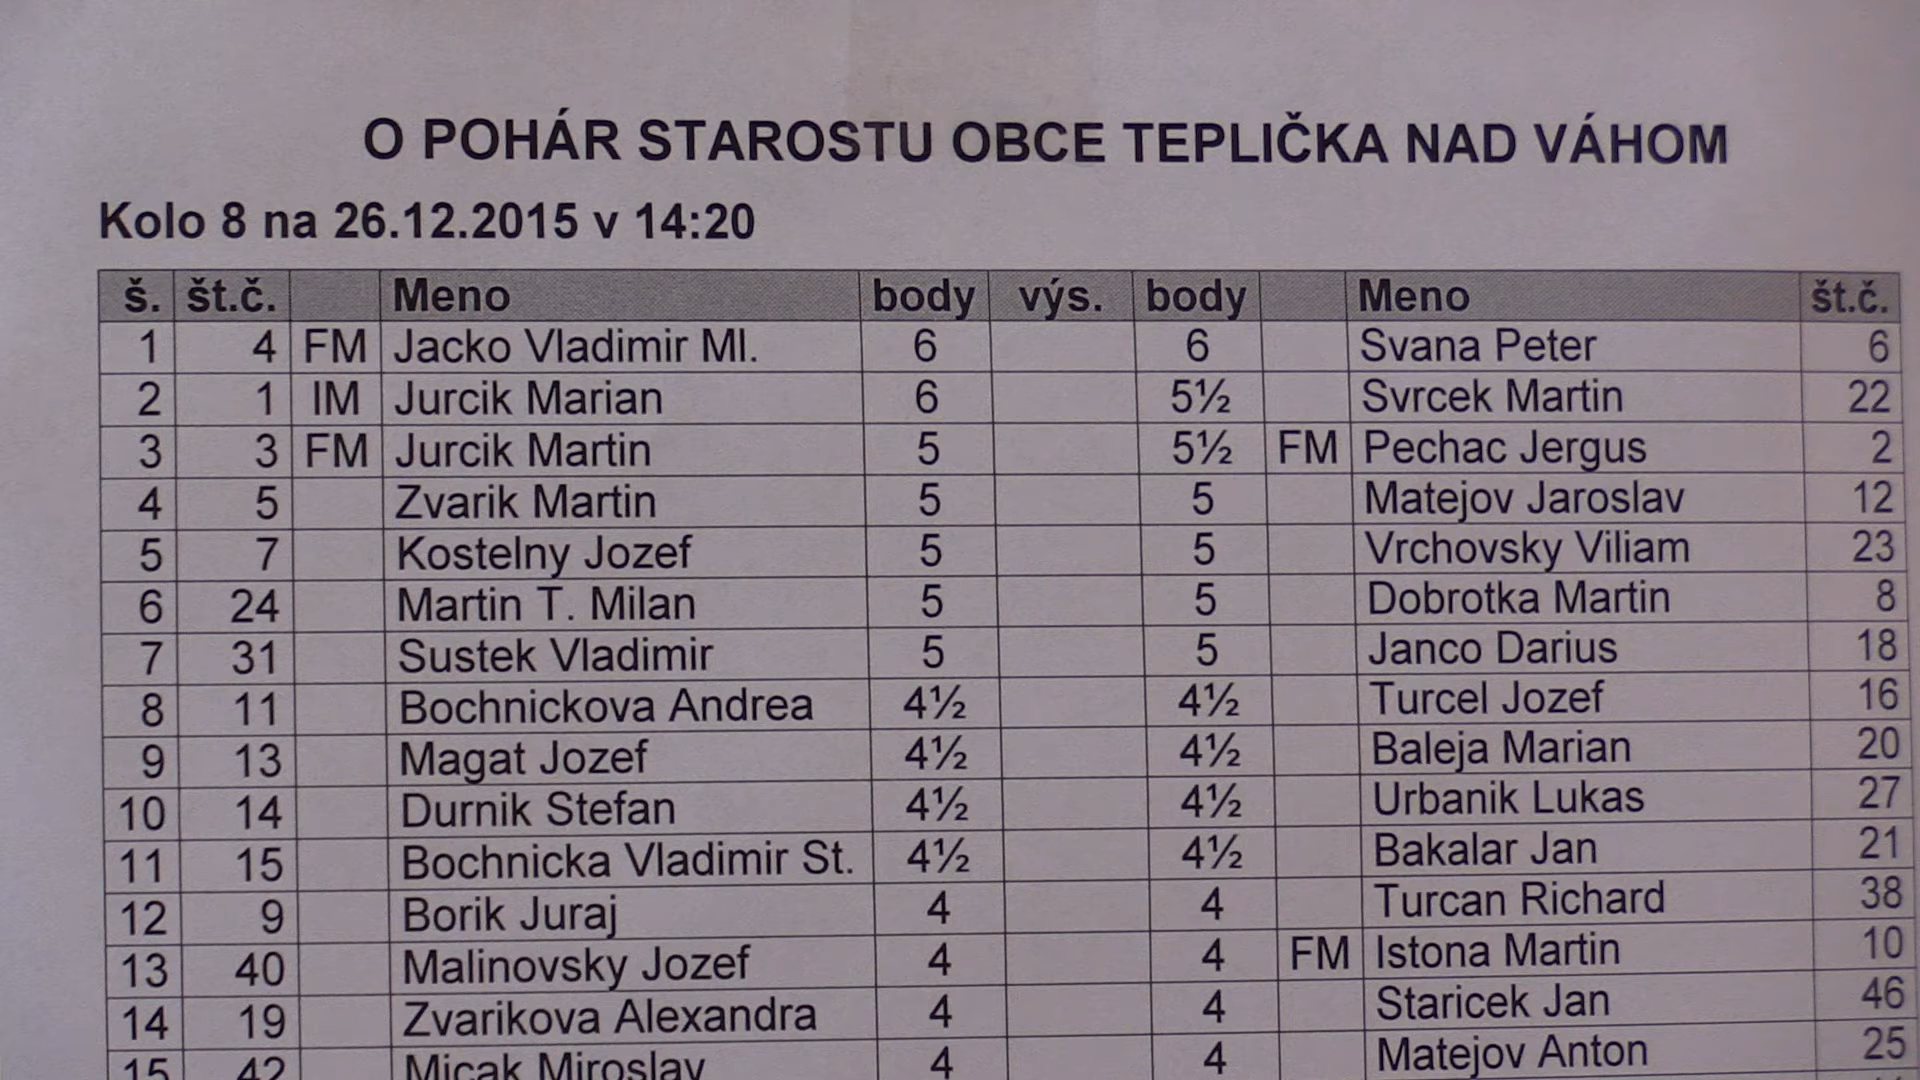 O POHÁR STAROSTU OBCE TEPLIČKA NAD VÁHOM
Kolo 8 na 26.12.2015 v 14:20
š. št.č. Meno body výs. body Meno št.č.
1 4 FM Jacko Vladimir Ml. 6 6 Svana Peter 6
2 1 IM Jurcik Marian 6 5½ Svrcek Martin 22
3 3 FM Jurcik Martin 5 5½ FM Pechac Jergus 2
4 5 Zvarik Martin 5 5 Matejov Jaroslav 12
5 7 Kostelny Jozef 5 5 Vrchovsky Viliam 23
6 24 Martin T. Milan 5 5 Dobrotka Martin 8
7 31 Sustek Vladimir 5 5 Janco Darius 18
8 11 Bochnickova Andrea 4½ 4½ Turcel Jozef 16
9 13 Magat Jozef 4½ 4½ Baleja Marian 20
10 14 Durnik Stefan 4½ 4½ Urbanik Lukas 27
11 15 Bochnicka Vladimir St. 4½ 4½ Bakalar Jan 21
12 9 Borik Juraj 4 4 Turcan Richard 38
13 40 Malinovsky Jozef 4 4 FM Istona Martin 10
14 19 Zvarikova Alexandra 4 4 Staricek Jan 46
15 42 Micak Miroslav 4 4 Matejov Anton 25